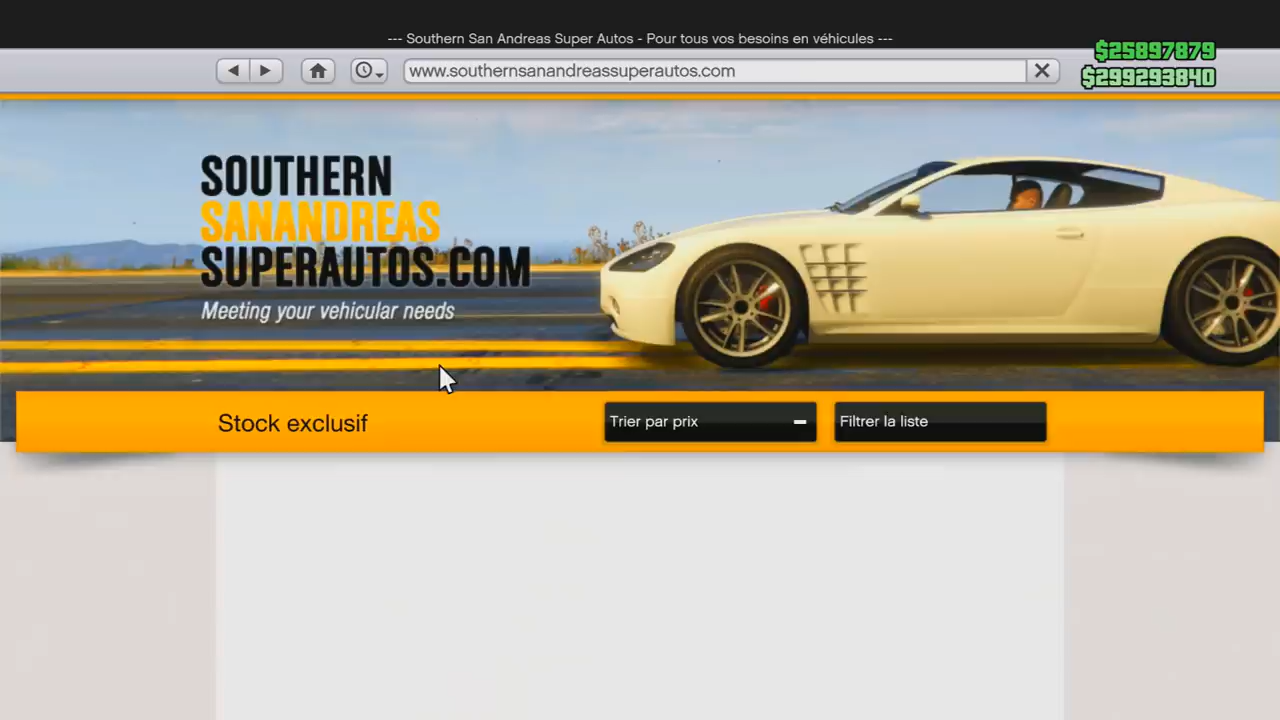 --- Southern San Andreas Super Autos - Pour tous vos besoins en véhicules ---
www.southernsanandreassuperautos.com
$25897879
$299293840
SOUTHERN
SANANDREAS
SUPERAUTOS.COM
Meeting your vehicular needs
Stock exclusif
Trier par prix
Filtrer la liste